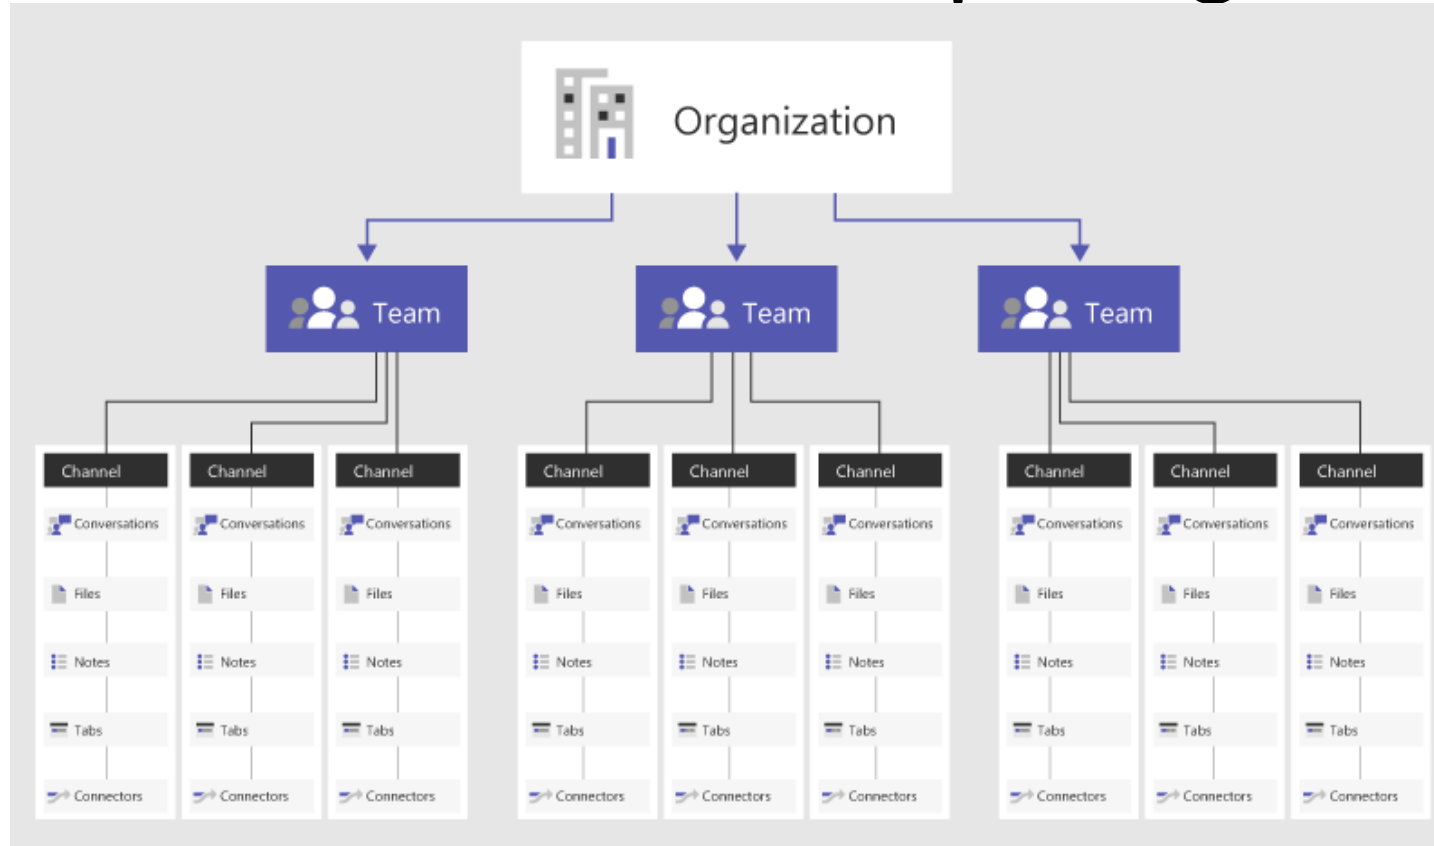 Organization
Team Team Team
Channel Channel Channel Channel Channel Channel Channel Channel Channel
Conversations Conversations Conversations Conversations Conversations Conversations Conversations Conversations Conversations
Files Files Files Files Files Files Files Files Files
Notes Notes Notes Notes Notes Notes Notes Notes Notes
Tabs Tabs Tabs Tabs Tabs Tabs Tabs Tabs Tabs
Connectors Connectors Connectors Connectors Connectors Connectors Connectors Connectors Connectors